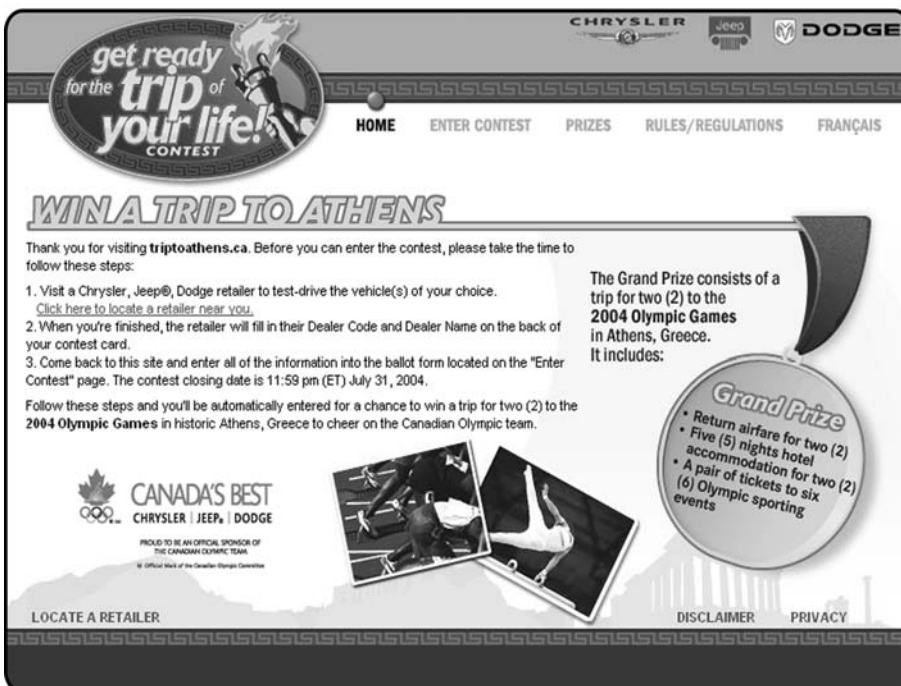 CHRYSLER
Jeep
DODGE
get ready
for the trip of
your life!
CONTEST
HOME ENTER CONTEST PRIZES RULES/REGULATIONS FRANÇAIS
WIN A TRIP TO ATHENS
Thank you for visiting triptoathens.ca. Before you can enter the contest, please take the time to
follow these steps:
1. Visit a Chrysler, Jeep®, Dodge retailer to test-drive the vehicle(s) of your choice.
Click here to locate a retailer near you.
2. When you're finished, the retailer will fill in their Dealer Code and Dealer Name on the back of
your contest card.
3. Come back to this site and enter all of the information into the ballot form located on the "Enter
Contest" page. The contest closing date is 11:59 pm (ET) July 31, 2004.
Follow these steps and you'll be automatically entered for a chance to win a trip for two (2) to the
2004 Olympic Games in historic Athens, Greece to cheer on the Canadian Olympic team.
The Grand Prize consists of a
trip for two (2) to the
2004 Olympic Games
in Athens, Greece.
It includes:
Grand Prize
• Return airfare for two (2)
• Five (5) nights hotel
accommodation for two (2)
• A pair of tickets to six
(6) Olympic sporting
events
CANADA'S BEST
CHRYSLER | JEEP® | DODGE
PROUD TO BE AN OFFICIAL SPONSOR OF
THE CANADIAN OLYMPIC TEAM
Official Mark of the Canadian Olympic Committee
LOCATE A RETAILER DISCLAIMER PRIVACY